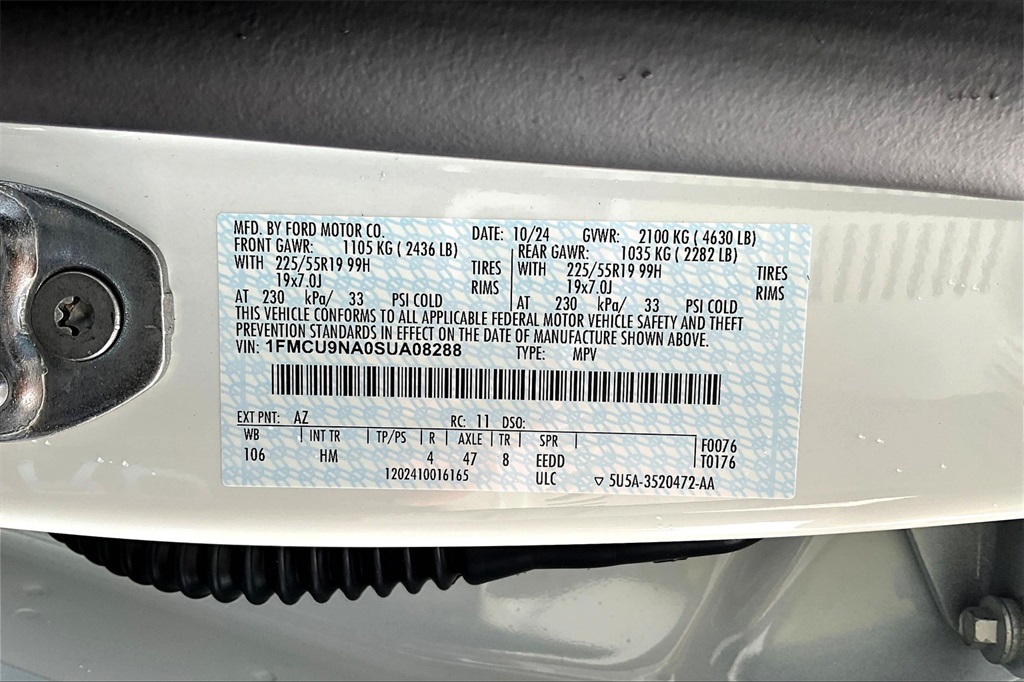 MFD. BY FORD MOTOR CO. DATE: 10/24 GVWR: 2100 KG ( 4630 LB)
FRONT GAWR: 1105 KG ( 2436 LB) REAR GAWR: 1035 KG ( 2282 LB)
WITH 225/55R19 99H TIRES WITH 225/55R19 99H TIRES
19x7.0J RIMS 19x7.0J RIMS
AT 230 kPa/ 33 PSI COLD AT 230 kPa/ 33 PSI COLD
THIS VEHICLE CONFORMS TO ALL APPLICABLE FEDERAL MOTOR VEHICLE SAFETY AND THEFT
PREVENTION STANDARDS IN EFFECT ON THE DATE OF MANUFACTURE SHOWN ABOVE.
VIN: 1FMCU9NA0SUA08288 TYPE: MPV
EXT PNT: AZ RC: 11 DSO:
WB INT TR TP/PS R AXLE TR SPR F0076
106 HM 4 47 8 EEDD T0176
1202410016165 ULC ▽ 5U5A-3520472-AA